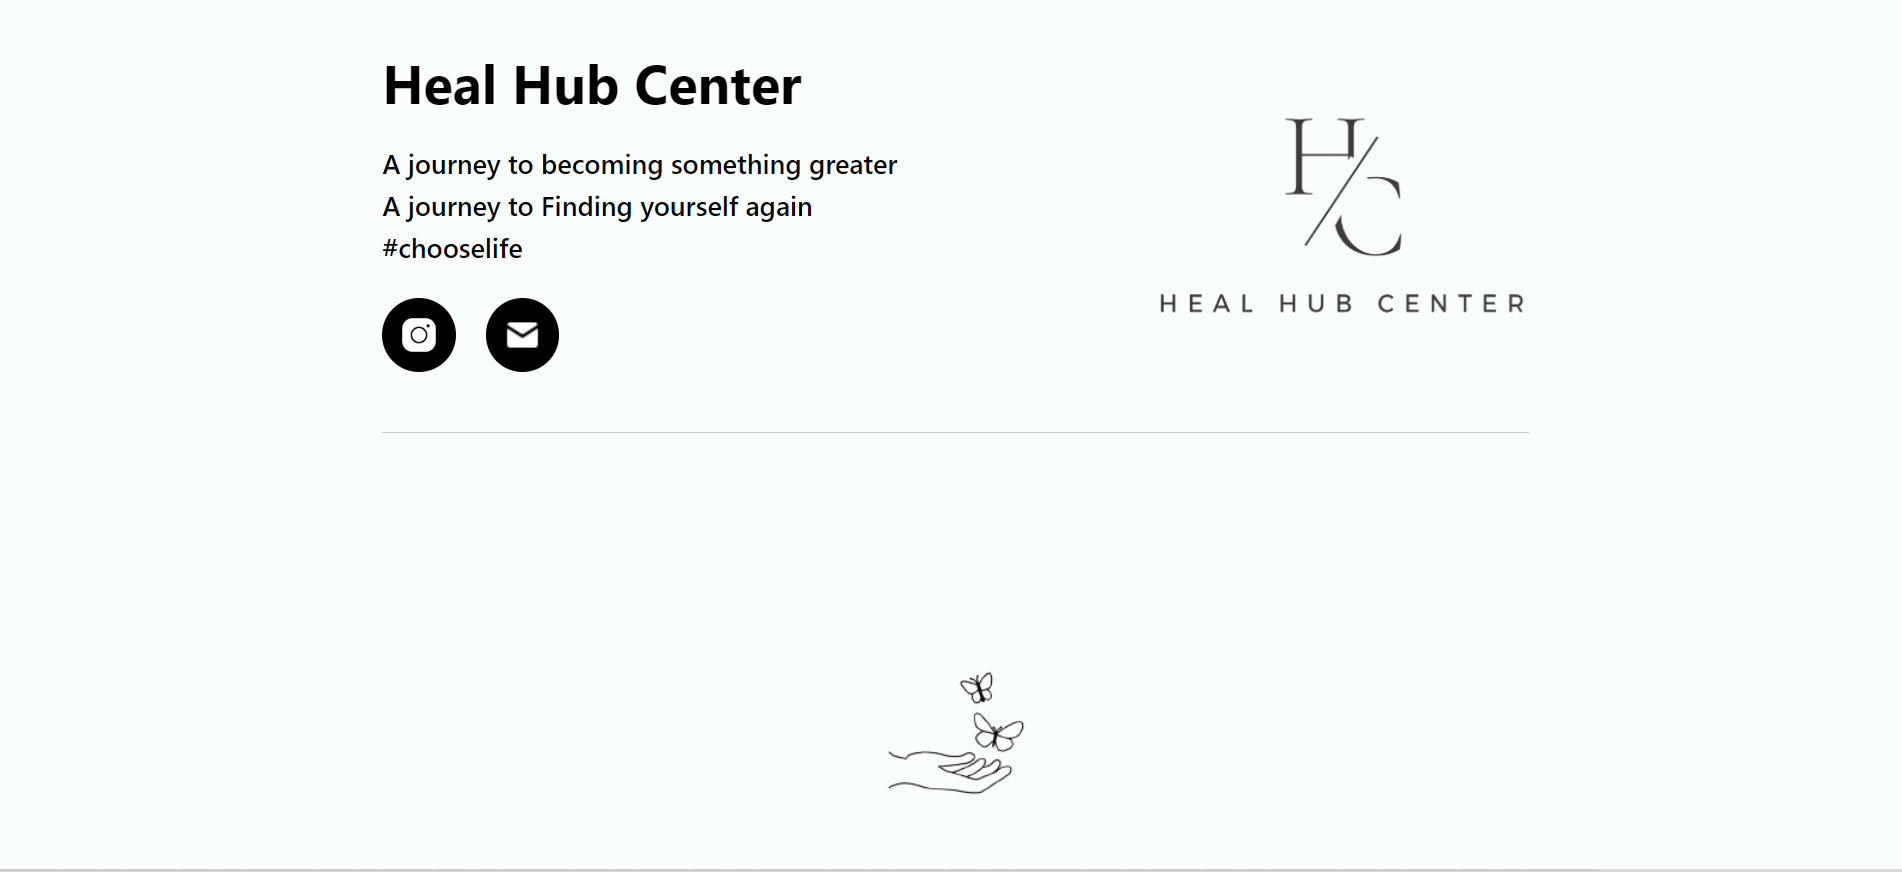 Heal Hub Center
A journey to becoming something greater
A journey to Finding yourself again
#chooselife
H/C
HEAL HUB CENTER